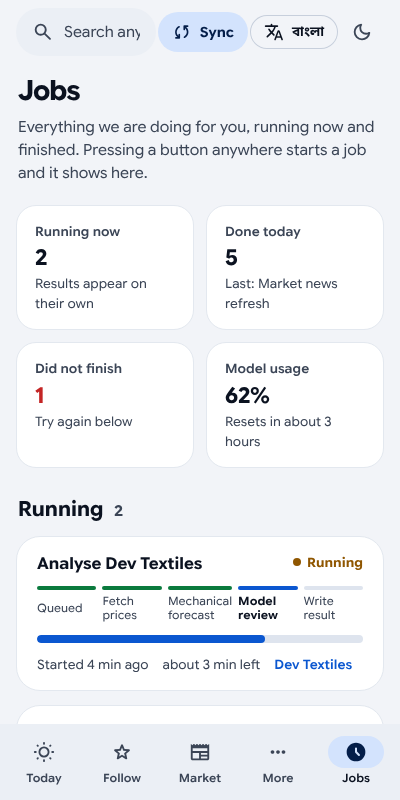 Search any
Sync
বাংলা
Jobs
Everything we are doing for you, running now and
finished. Pressing a button anywhere starts a job
and it shows here.
Running now
2
Results appear on
their own
Done today
5
Last: Market news
refresh
Did not finish
1
Try again below
Model usage
62%
Resets in about 3
hours
Running 2
Analyse Dev Textiles
Running
Queued
Fetch
prices
Mechanical
forecast
Model
review
Write
result
Started 4 min ago about 3 min left Dev Textiles
Today Follow Market More Jobs